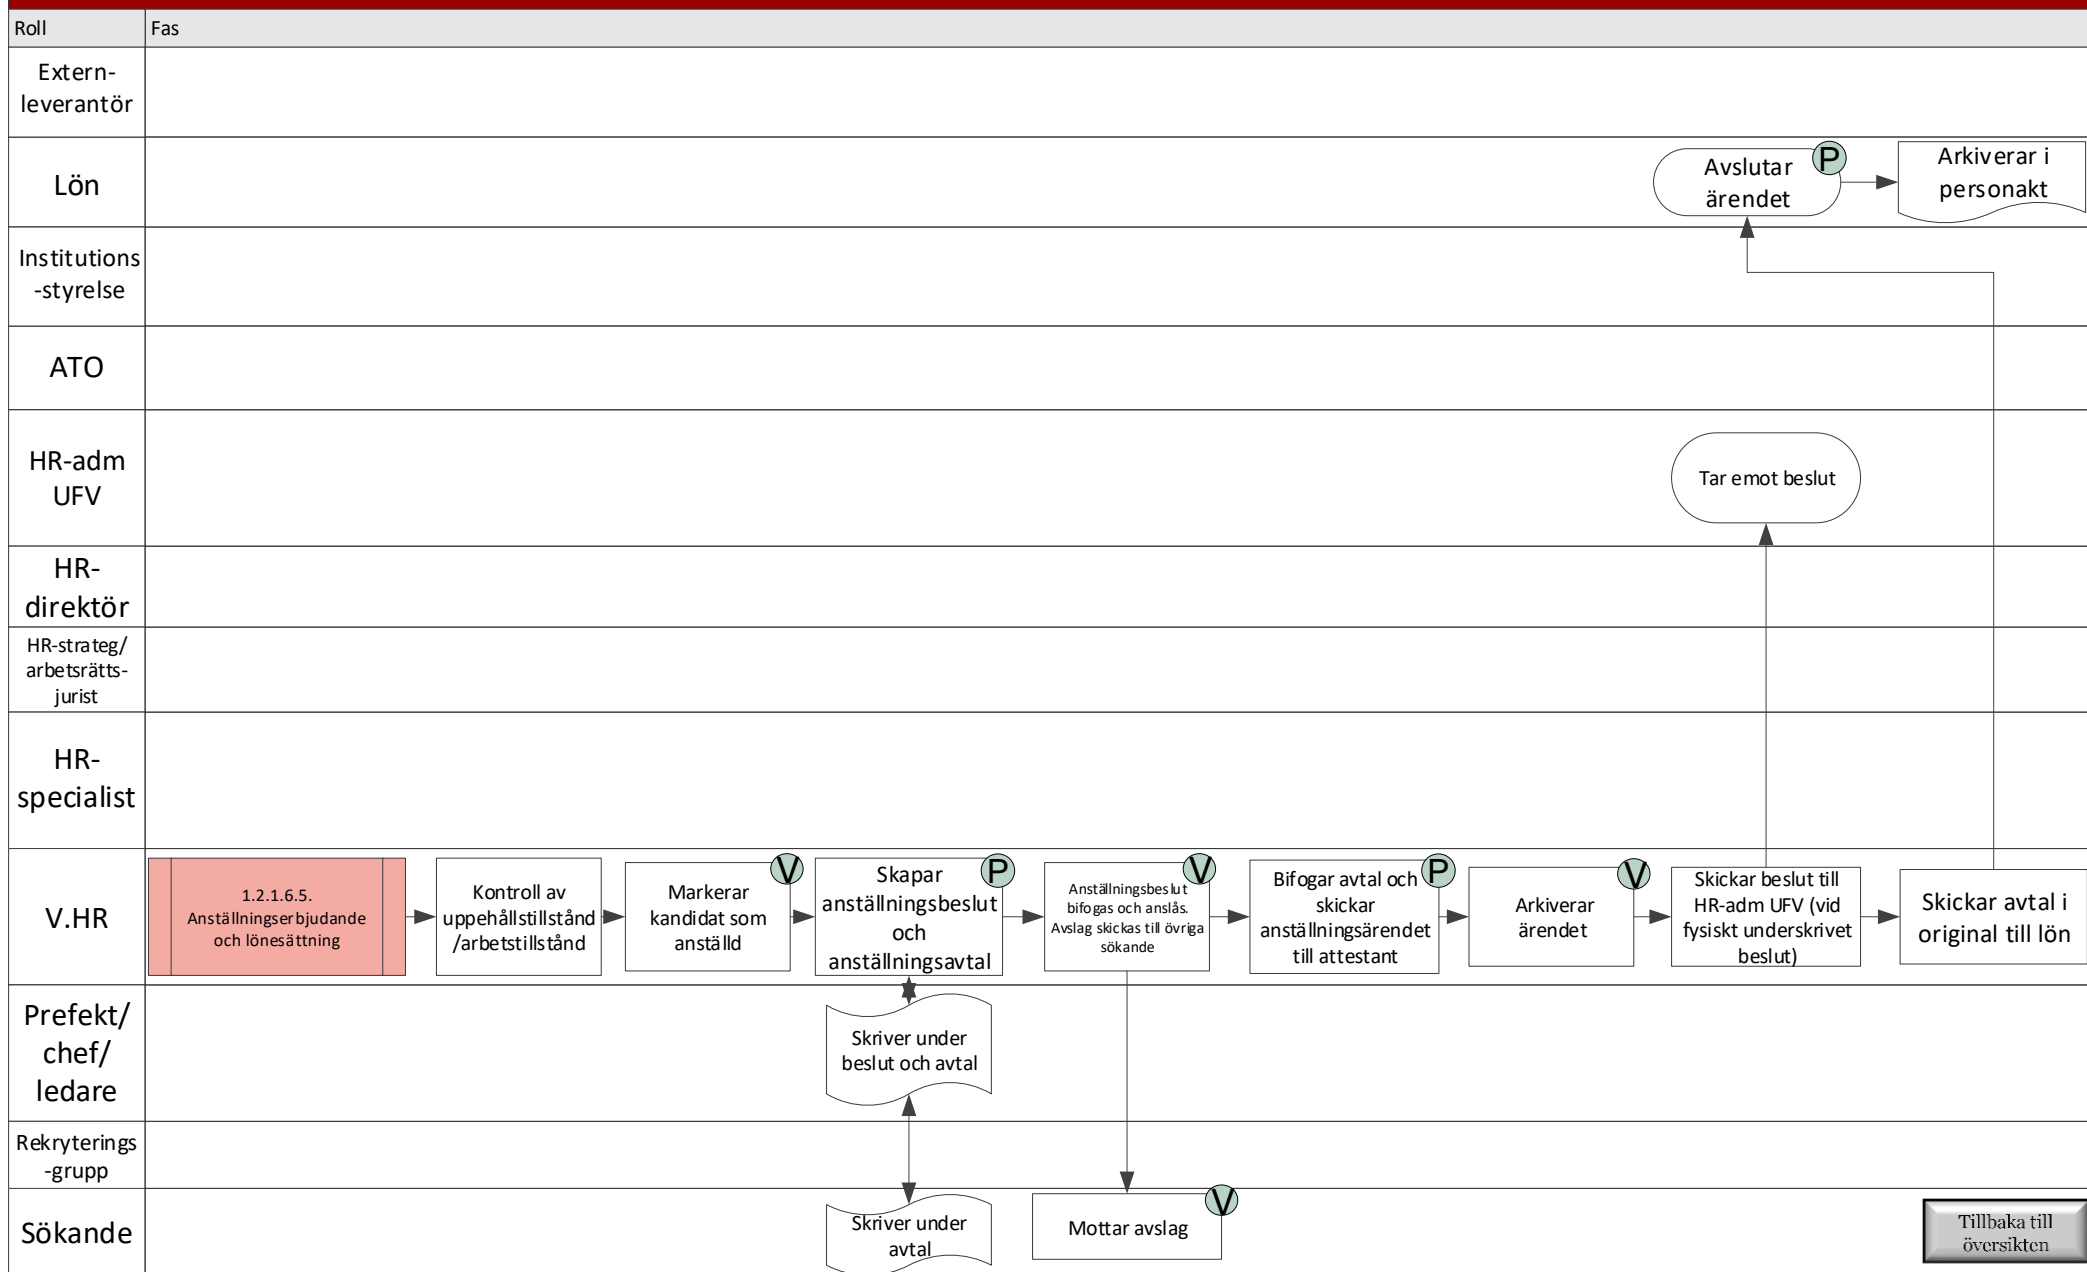 Roll
Fas
Extern-
leverantör
Lön
Avslutar
ärendet
P
Arkiverar i
personakt
Institutions
-styrelse
ATO
HR-adm
UFV
Tar emot beslut
HR-
direktör
HR-strateg/
arbetsrätts-
jurist
HR-
specialist
V.HR
1.2.1.6.5.
Anställningserbjudande
och lönesättning
Kontroll av
uppehållstillstånd
/arbetstillstånd
Markerar
kandidat som
anställd
V
Skapar
anställningsbeslut
och
anställningsavtal
P
Anställningsbeslut
bifogas och anslås.
Avslag skickas till övriga
sökande
V
Bifogar avtal och
skickar
anställningsärendet
till attestant
P
Arkiverar
ärendet
V
Skickar beslut till
HR-adm UFV (vid
fysiskt underskrivet
beslut)
Skickar avtal i
original till lön
Prefekt/
chef/
ledare
Skriver under
beslut och avtal
Rekryterings
-grupp
Sökande
Skriver under
avtal
Mottar avslag
V
Tillbaka till
översikten